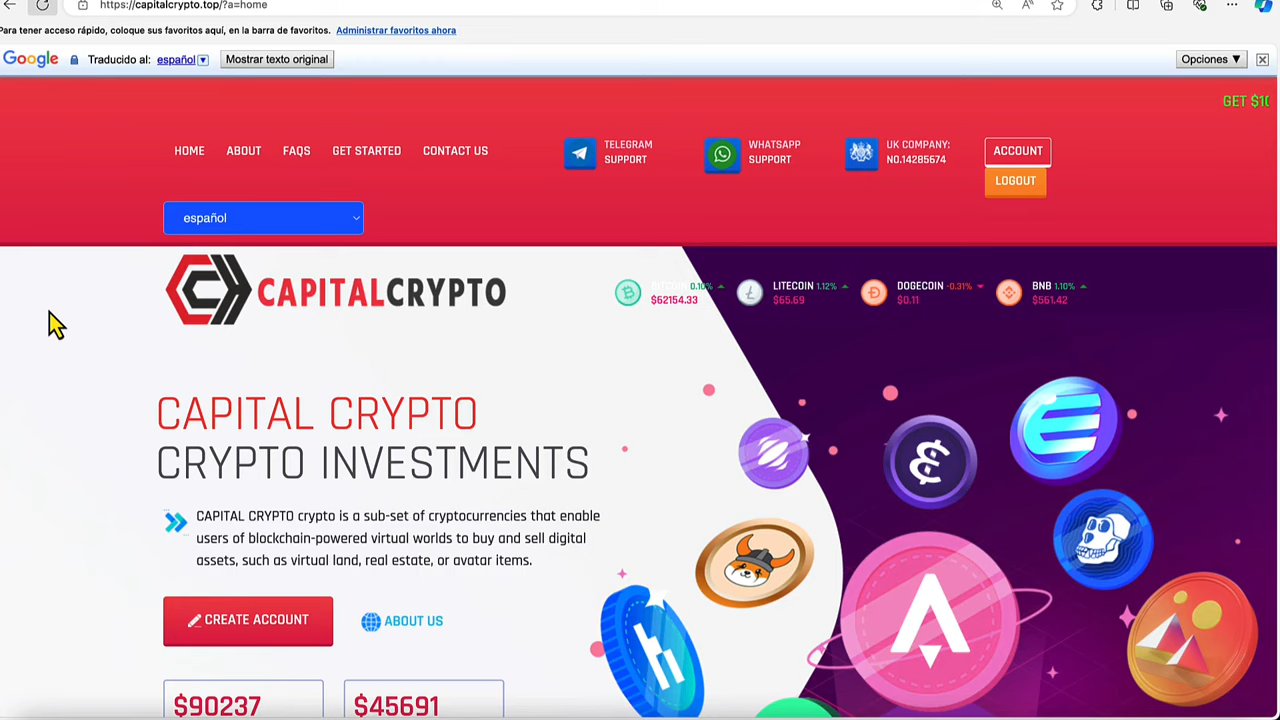 https://capitalcrypto.top/?a=home
Para tener acceso rápido, coloque sus favoritos aquí, en la barra de favoritos. Administrar favoritos ahora
Google Traducido al: español Mostrar texto original Opciones ▼
GET $10
HOME ABOUT FAQS GET STARTED CONTACT US
TELEGRAM
SUPPORT
WHATSAPP
SUPPORT
UK COMPANY:
NO.14285674
ACCOUNT
LOGOUT
español
CAPITALCRYPTO
BITCOIN 0.10%
$62154.33
LITECOIN 1.12%
$65.69
DOGECOIN -0.31%
$0.11
BNB 1.10%
$561.42
CAPITAL CRYPTO
CRYPTO INVESTMENTS
CAPITAL CRYPTO crypto is a sub-set of cryptocurrencies that enable
users of blockchain-powered virtual worlds to buy and sell digital
assets, such as virtual land, real estate, or avatar items.
CREATE ACCOUNT
ABOUT US
$90237
$45691